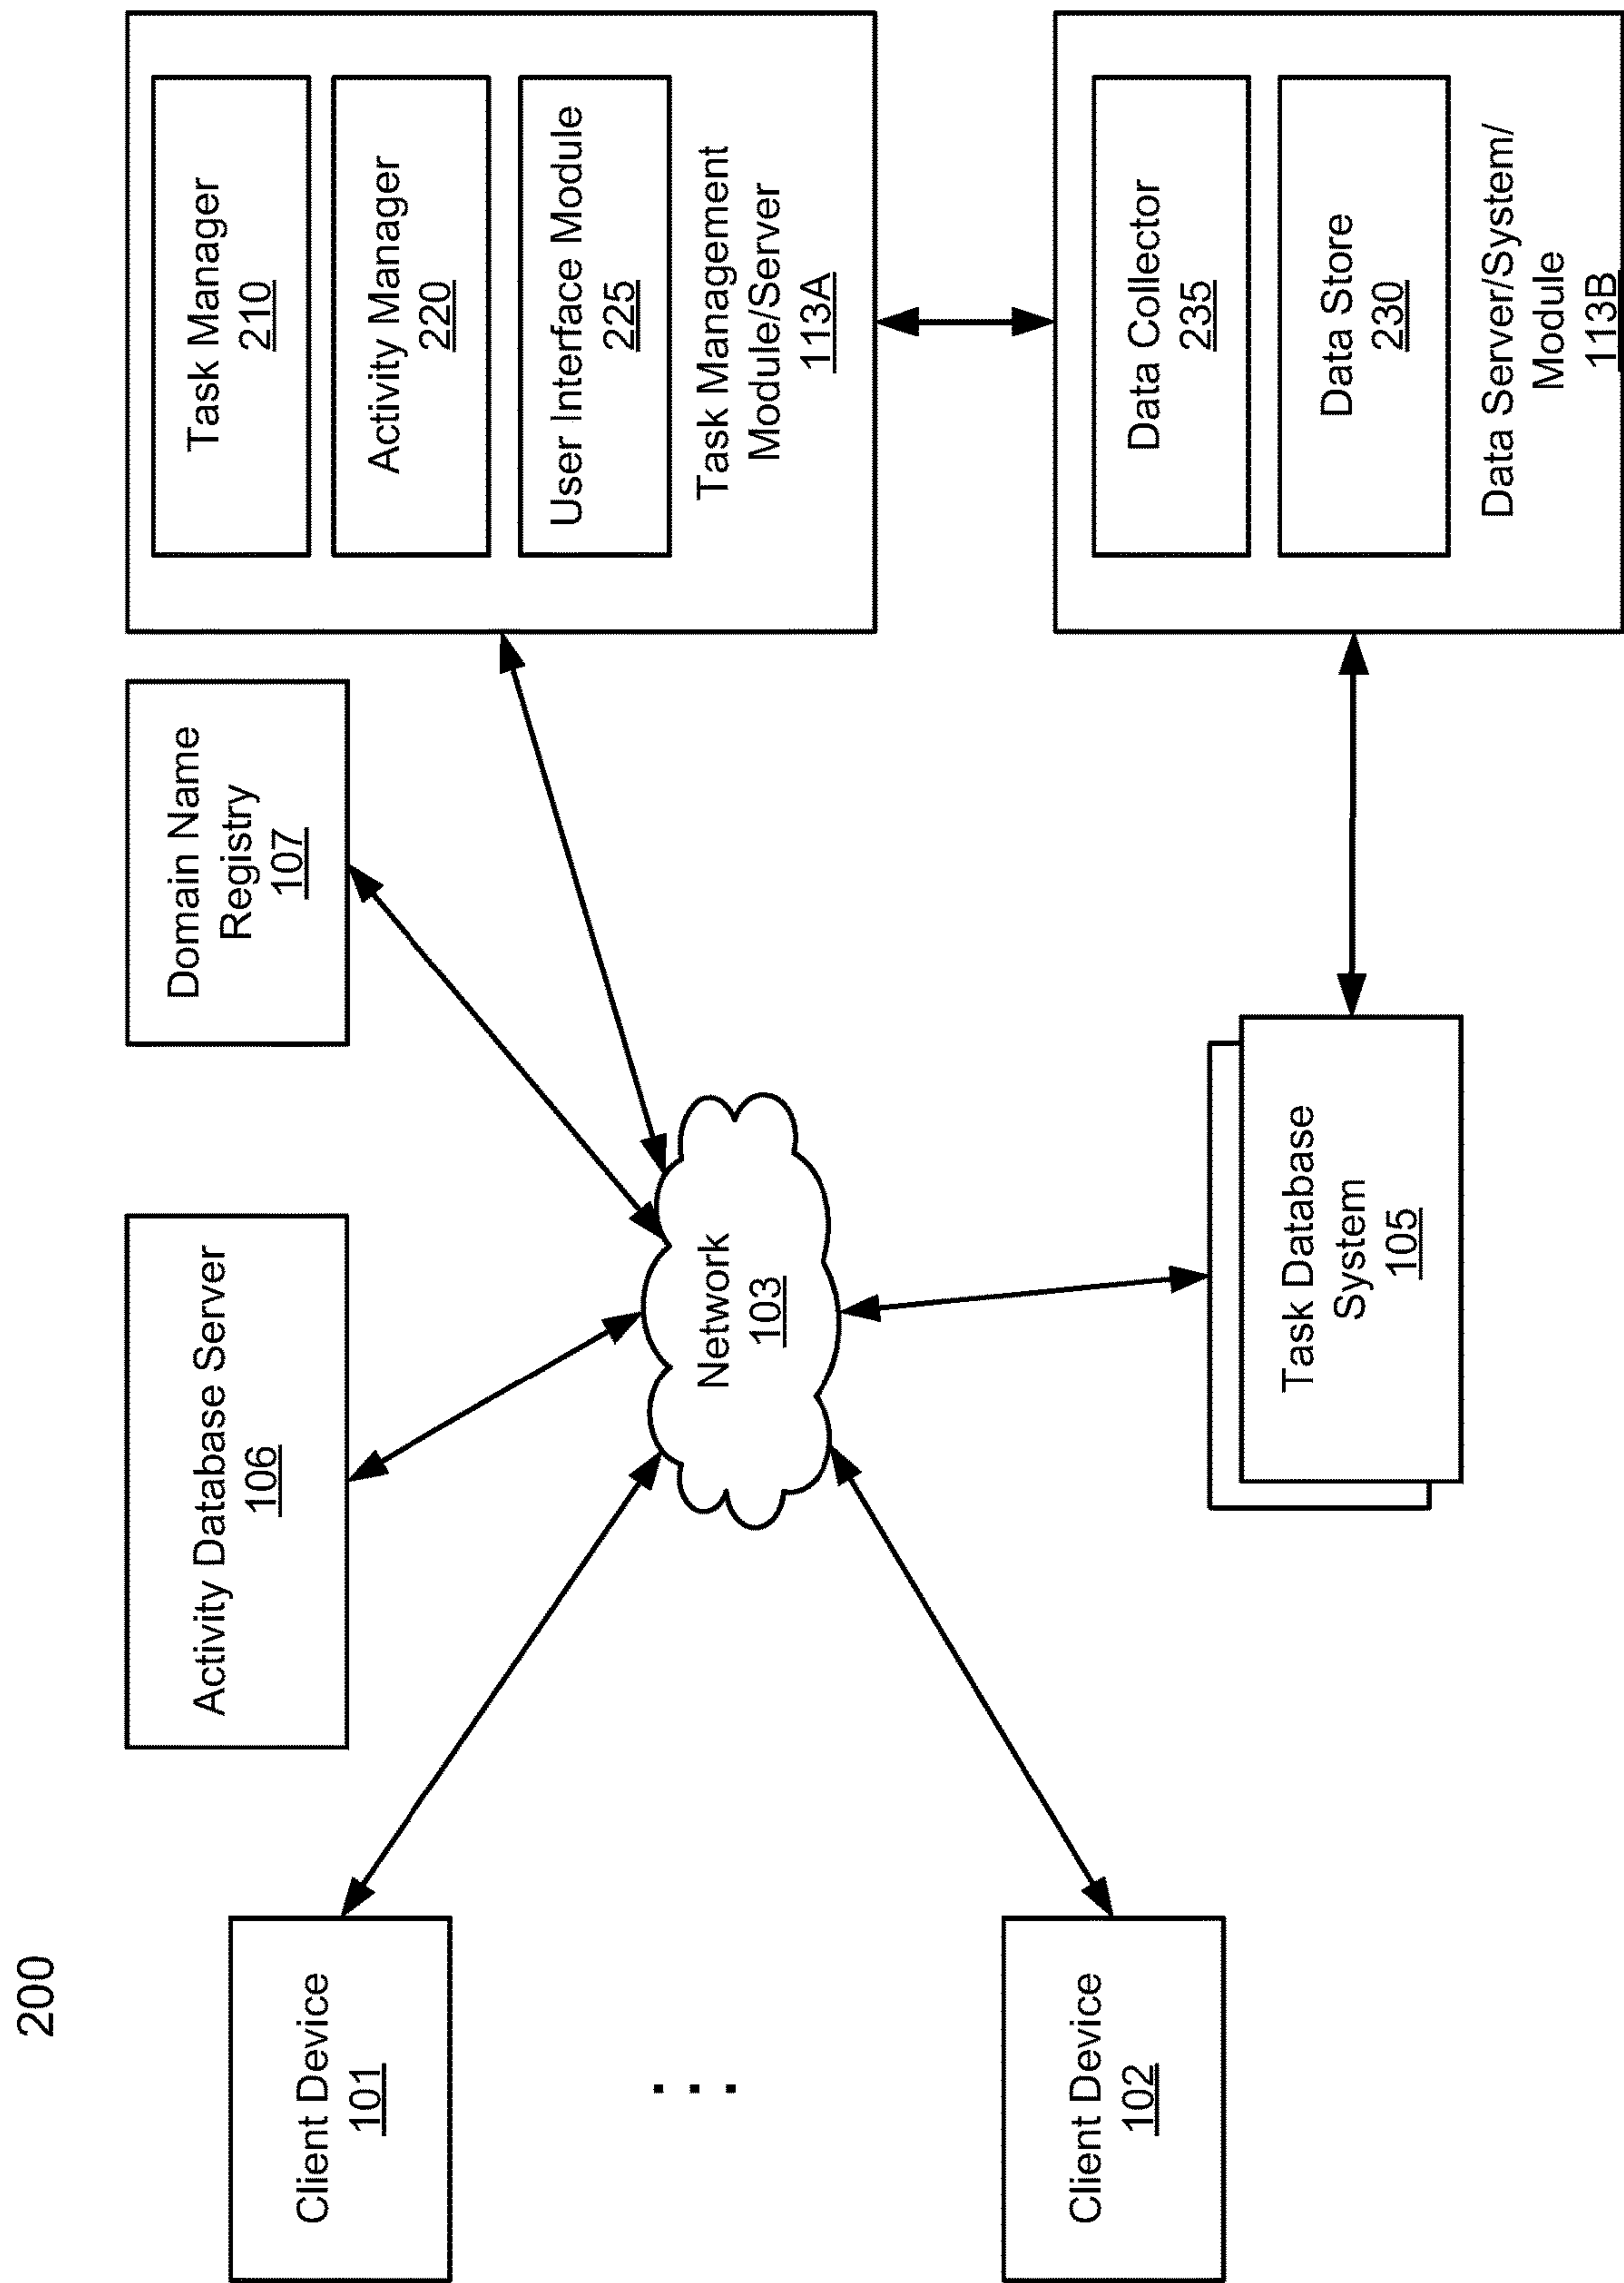 200
Client Device
101
. . .
Client Device
102
Activity Database Server
106
Network
103
Task Database
System
105
Domain Name
Registry
107
Task Manager
210
Activity Manager
220
User Interface Module
225
Task Management
Module/Server
113A
Data Collector
235
Data Store
230
Data Server/System/
Module
113B